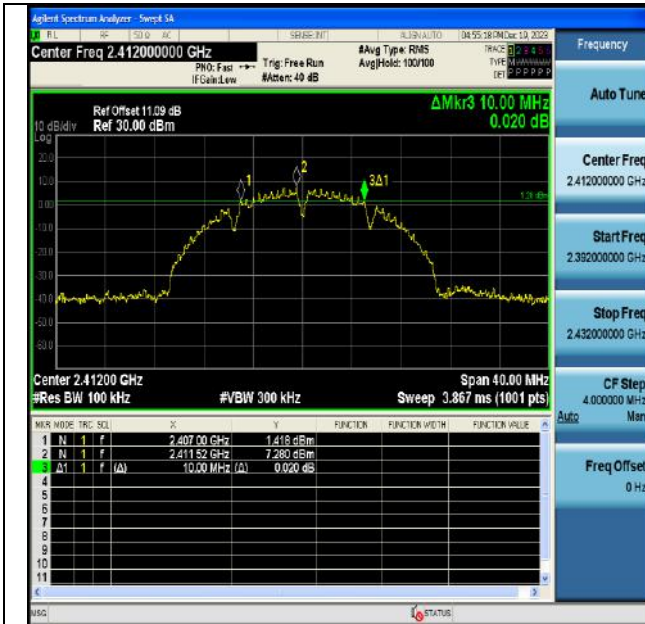 Agilent Spectrum Analyzer - Swept SA
RL RF 50 Ω AC SENSE:INT ALIGN AUTO 04:55:18 PM Dec 19, 2023
Center Freq 2.412000000 GHz
PNO: Fast
IFGain:Low
Trig: Free Run
#Atten: 40 dB
#Avg Type: RMS
Avg|Hold: 100/100
TRACE 1 2 3 4 5 6
TYPE
DET P P P P P P
Ref Offset 11.09 dB
10 dB/div Ref 30.00 dBm
Log
ΔMkr3 10.00 MHz
0.020 dB
20.0
10.0
0.00
-10.0
-20.0
-30.0
-40.0
-50.0
-60.0
1
2
3Δ1
Center 2.41200 GHz
Span 40.00 MHz
#Res BW 100 kHz #VBW 300 kHz Sweep 3.867 ms (1001 pts)
MKR MODE TRC SCL X Y FUNCTION FUNCTION WIDTH FUNCTION VALUE
1 N 1 f 2.407 00 GHz 1.418 dBm
2 N 1 f 2.411 52 GHz 7.280 dBm
3 Δ1 1 f (Δ) 10.00 MHz (Δ) 0.020 dB
4
5
6
7
8
9
10
11
MSG STATUS
Frequency
Auto Tune
Center Freq
2.412000000 GHz
Start Freq
2.392000000 GHz
Stop Freq
2.432000000 GHz
CF Step
4.000000 MHz
Auto Man
Freq Offset
0 Hz